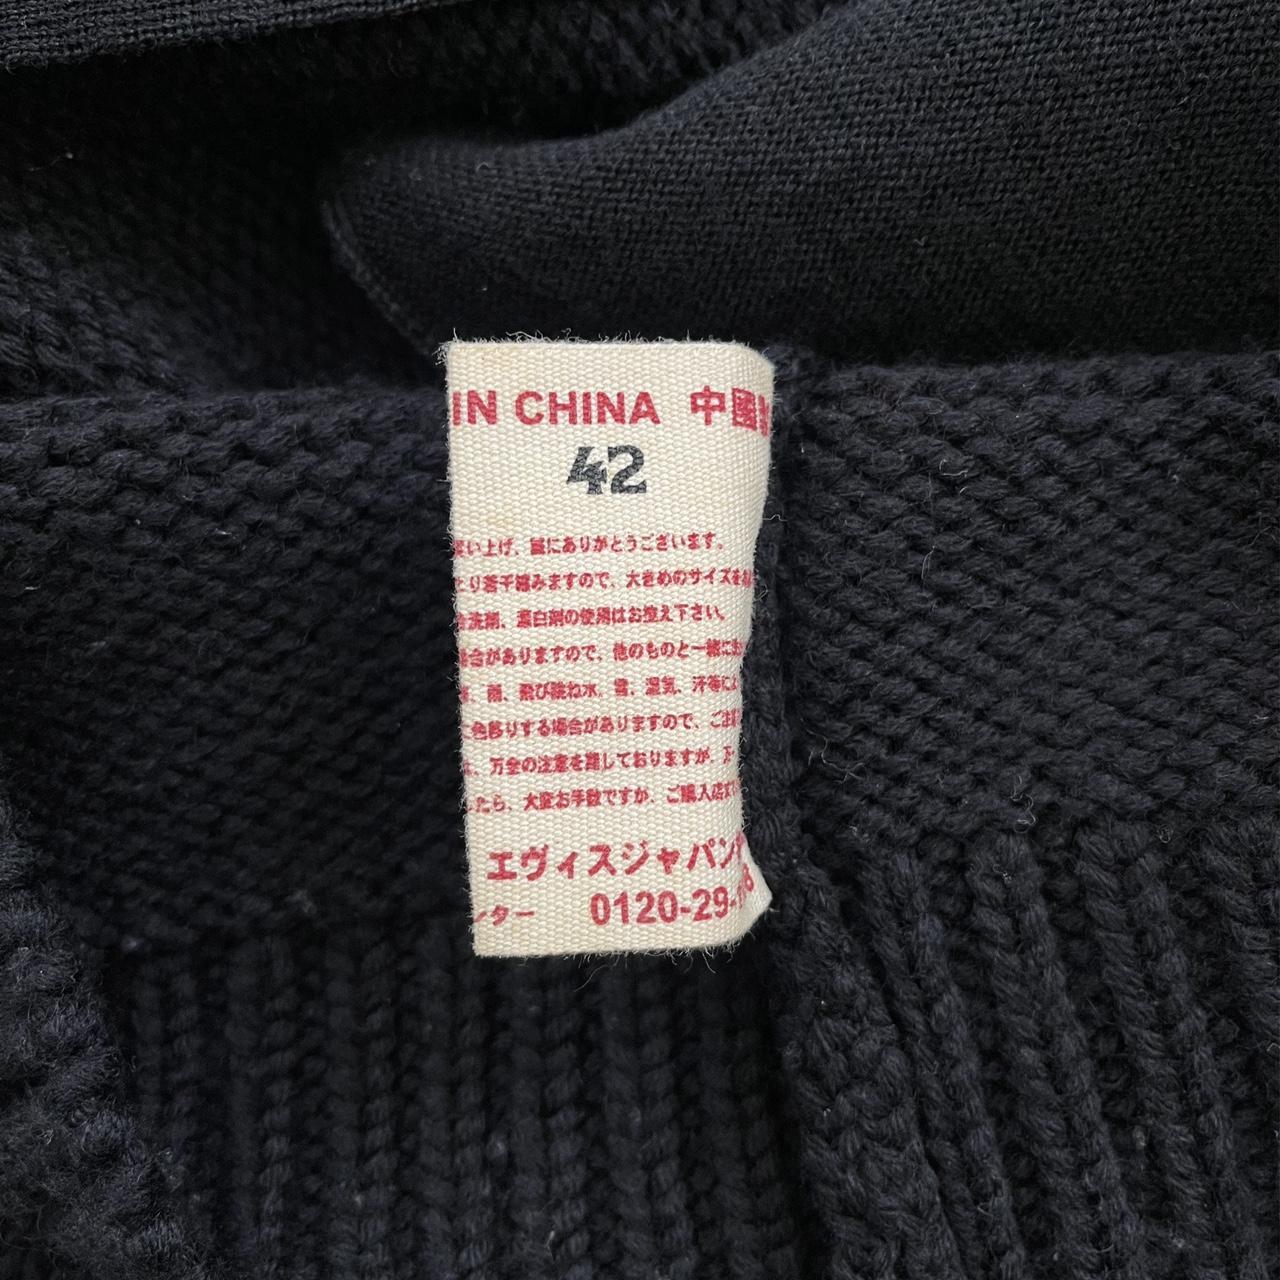 IN CHINA 中國
42
い上げ、誠にありがとうございます。
り若干縮みますので、大きめのサイズを
洗剤、漂白剤の使用はお控え下さい。
合がありますので、他のものと一緒に
雨、飛び跳ね水、雪、湿気、汗等によ
色移りする場合がありますので、ご注
、万全の注意を期しておりますが、万
たら、大変お手数ですが、ご購入店
エヴィスジャパン
ンター 0120-29-